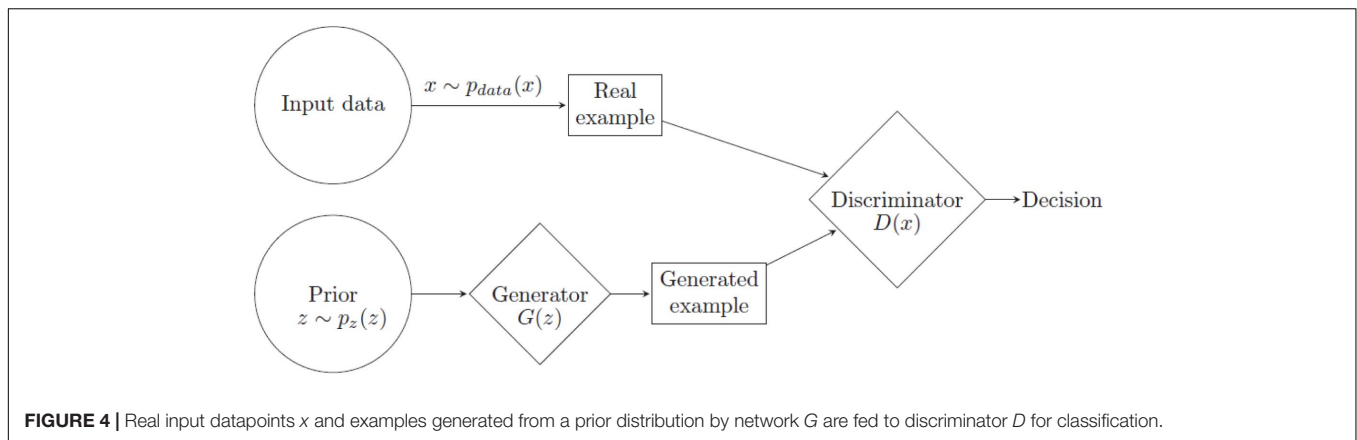 Input data
x ∼ p_data(x)
Real
example
Discriminator
D(x)
Decision
Prior
z ∼ p_z(z)
Generator
G(z)
Generated
example
FIGURE 4 | Real input datapoints x and examples generated from a prior distribution by network G are fed to discriminator D for classification.